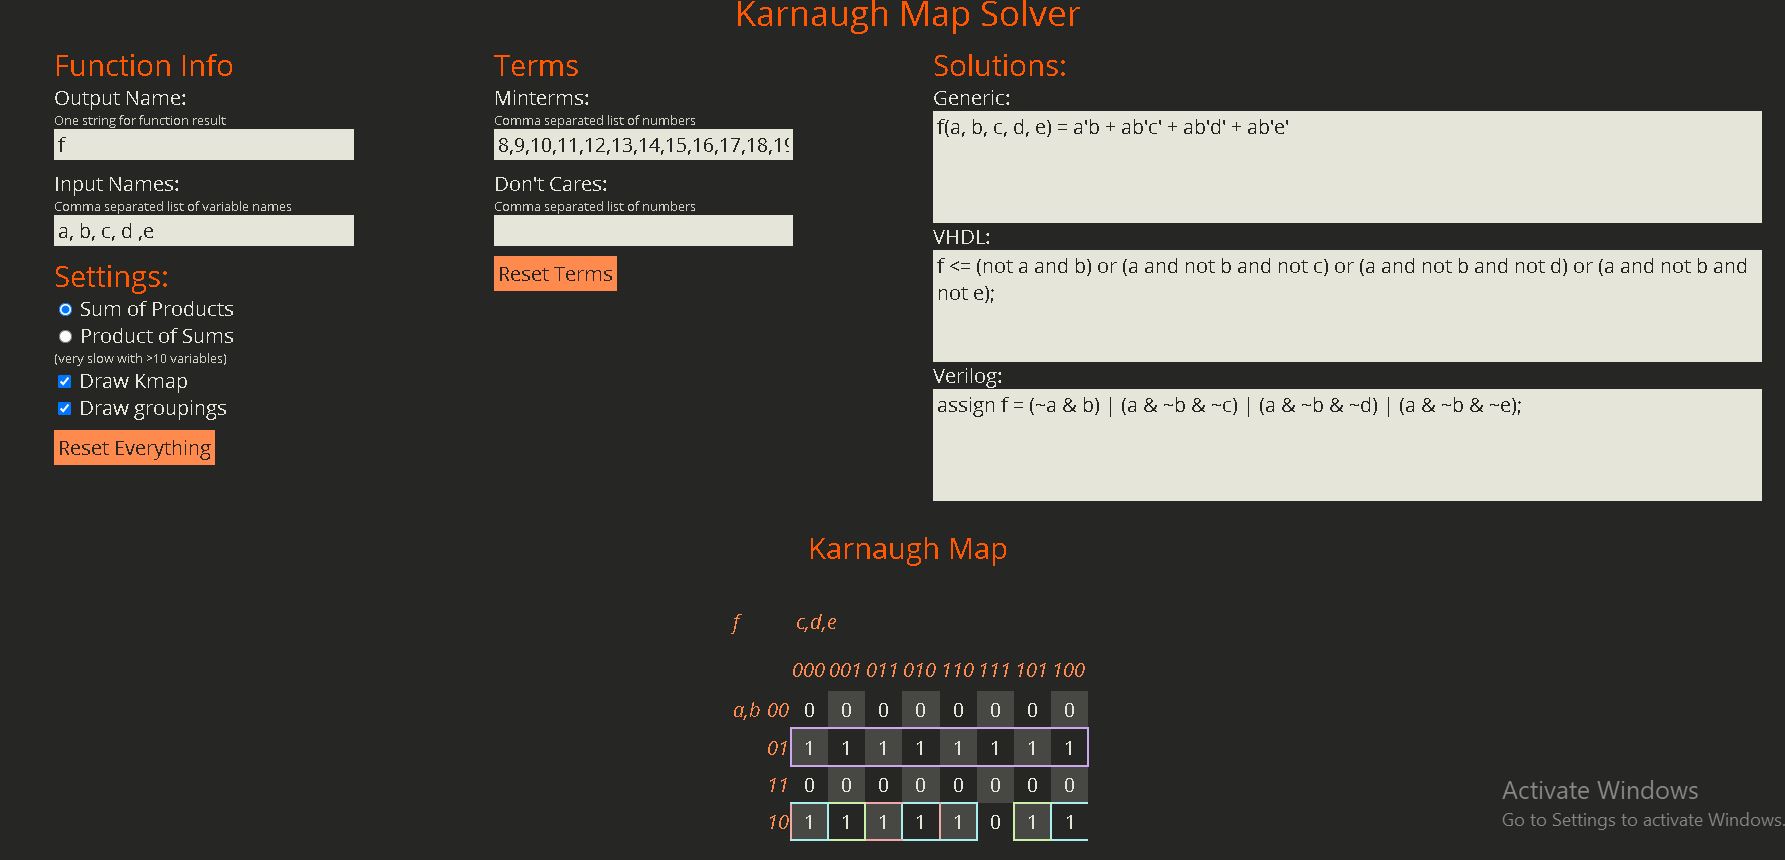 Karnaugh Map Solver
Function Info
Output Name:
One string for function result
f
Input Names:
Comma separated list of variable names
a, b, c, d ,e
Settings:
Sum of Products
Product of Sums
(very slow with >10 variables)
Draw Kmap
Draw groupings
Reset Everything
Terms
Minterms:
Comma separated list of numbers
8,9,10,11,12,13,14,15,16,17,18,19
Don't Cares:
Comma separated list of numbers
Reset Terms
Solutions:
Generic:
f(a, b, c, d, e) = a'b + ab'c' + ab'd' + ab'e'
VHDL:
f <= (not a and b) or (a and not b and not c) or (a and not b and not d) or (a and not b and
not e);
Verilog:
assign f = (~a & b) | (a & ~b & ~c) | (a & ~b & ~d) | (a & ~b & ~e);
Karnaugh Map
f c,d,e
000 001 011 010 110 111 101 100
a,b 00 0 0 0 0 0 0 0 0
01 1 1 1 1 1 1 1 1
11 0 0 0 0 0 0 0 0
10 1 1 1 1 1 0 1 1
Activate Windows
Go to Settings to activate Windows.